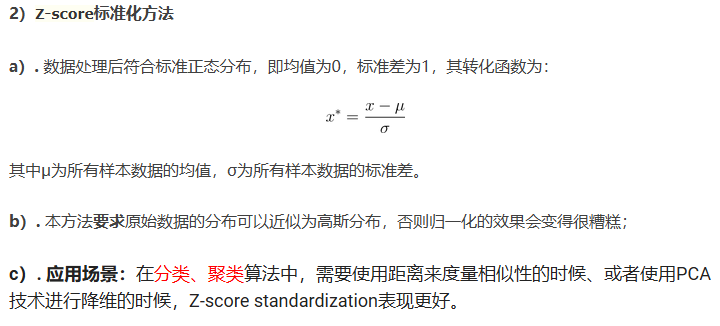 2）Z-score标准化方法
a）. 数据处理后符合标准正态分布，即均值为0，标准差为1，其转化函数为：
x* = (x − μ) / σ
其中μ为所有样本数据的均值，σ为所有样本数据的标准差。
b）. 本方法要求原始数据的分布可以近似为高斯分布，否则归一化的效果会变得很糟糕；
c）. 应用场景：在分类、聚类算法中，需要使用距离来度量相似性的时候、或者使用PCA
技术进行降维的时候，Z-score standardization表现更好。